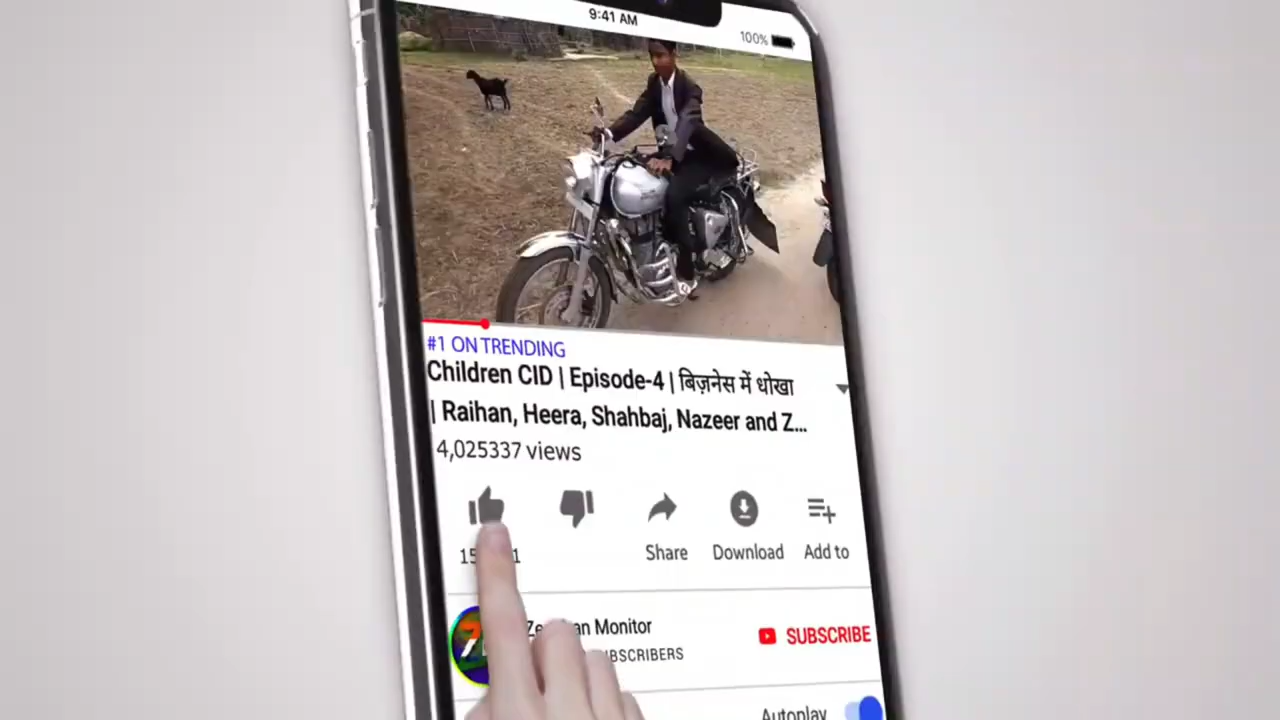 9:41 AM
100%
#1 ON TRENDING
Children CID | Episode-4 | बिज़नेस में धोखा
| Raihan, Heera, Shahbaj, Nazeer and Z...
4,025337 views
Share
Download
Add to
Monitor
SUBSCRIBE
Autoplay